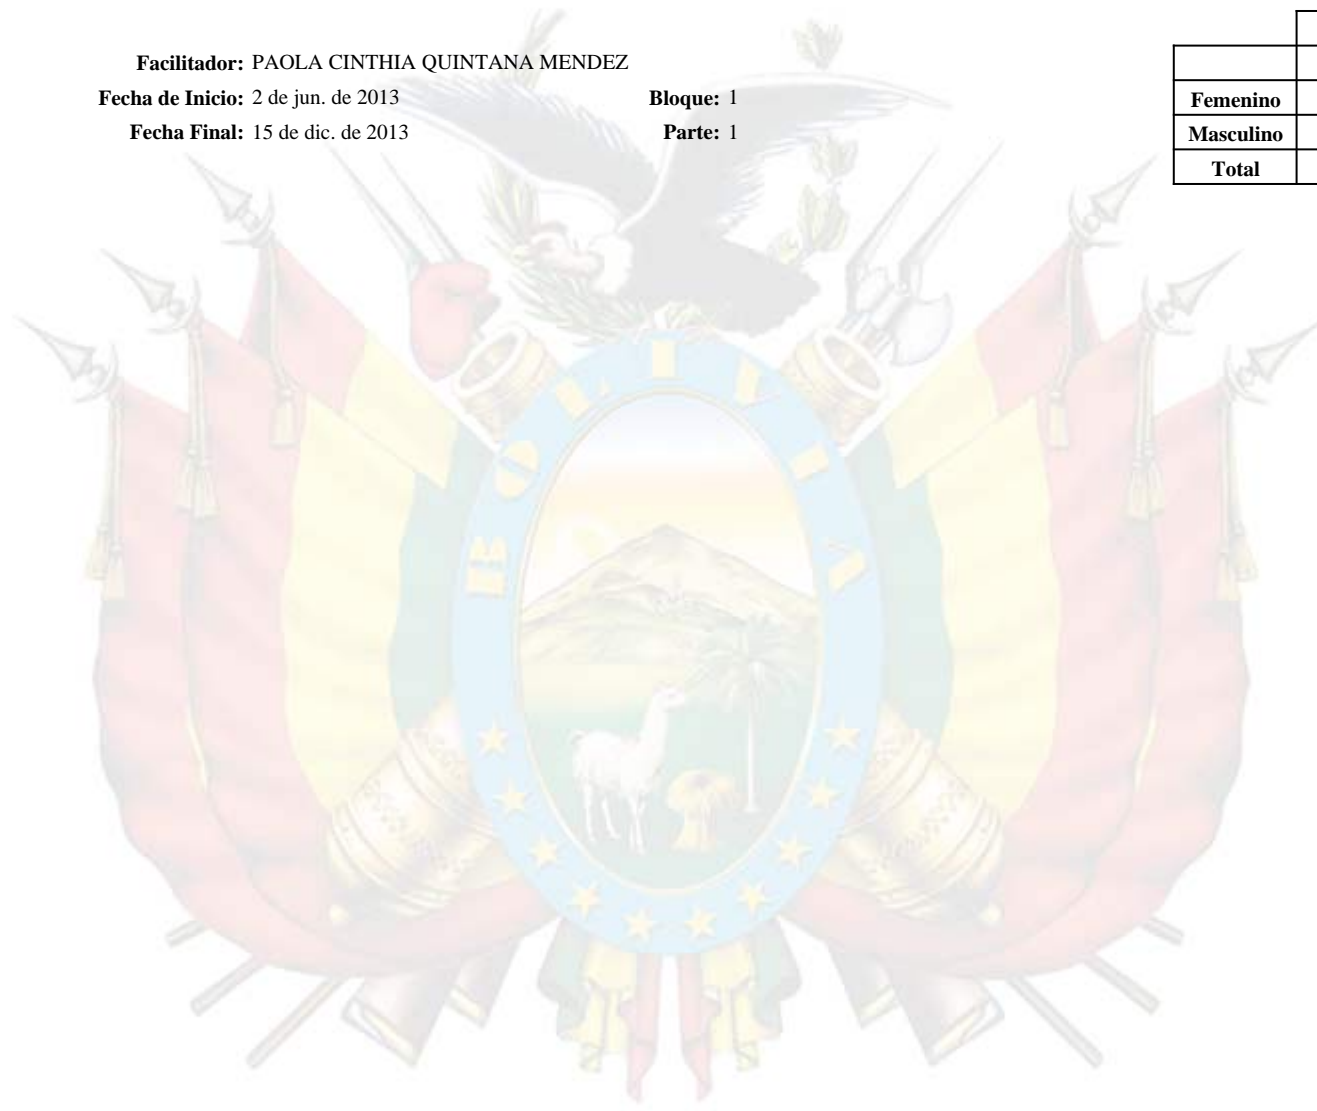 Facilitador: PAOLA CINTHIA QUINTANA MENDEZ
Fecha de Inicio: 2 de jun. de 2013 Bloque: 1
Fecha Final: 15 de dic. de 2013 Parte: 1
Femenino
Masculino
Total
BOLIVIA